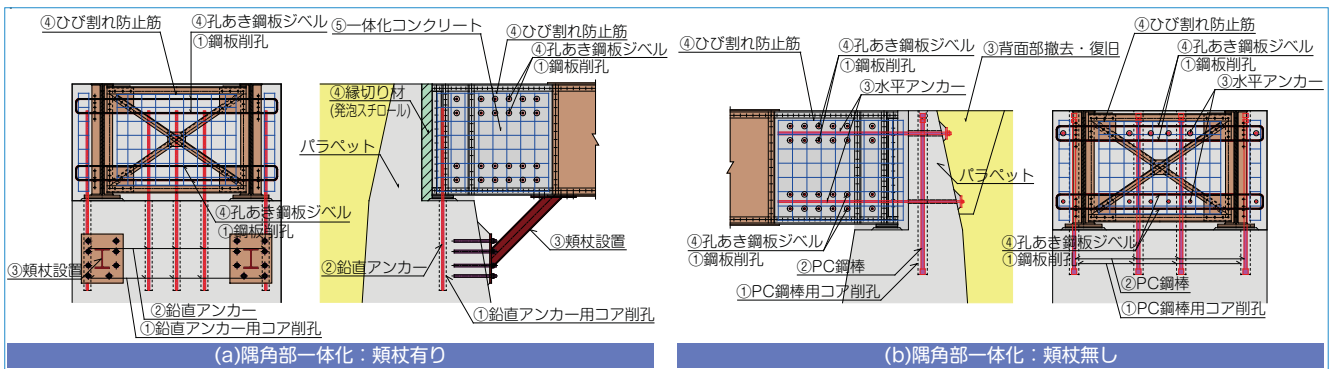 ④ひび割れ防止筋
④孔あき鋼板ジベル
①鋼板削孔
④孔あき鋼板ジベル
①鋼板削孔
③頬杖設置
②鉛直アンカー
①鉛直アンカー用コア削孔
⑤一体化コンクリート
④ひび割れ防止筋
④孔あき鋼板ジベル
①鋼板削孔
④縁切り材
(発泡スチロール)
パラペット
②鉛直アンカー
③頬杖設置
①鉛直アンカー用コア削孔
(a)隅角部一体化：頬杖有り
④ひび割れ防止筋
④孔あき鋼板ジベル
①鋼板削孔
③水平アンカー
③背面部撤去・復旧
パラペット
④孔あき鋼板ジベル
①鋼板削孔
②PC鋼棒
①PC鋼棒用コア削孔
④ひび割れ防止筋
④孔あき鋼板ジベル
①鋼板削孔
③水平アンカー
④孔あき鋼板ジベル
①鋼板削孔
②PC鋼棒
①PC鋼棒用コア削孔
(b)隅角部一体化：頬杖無し